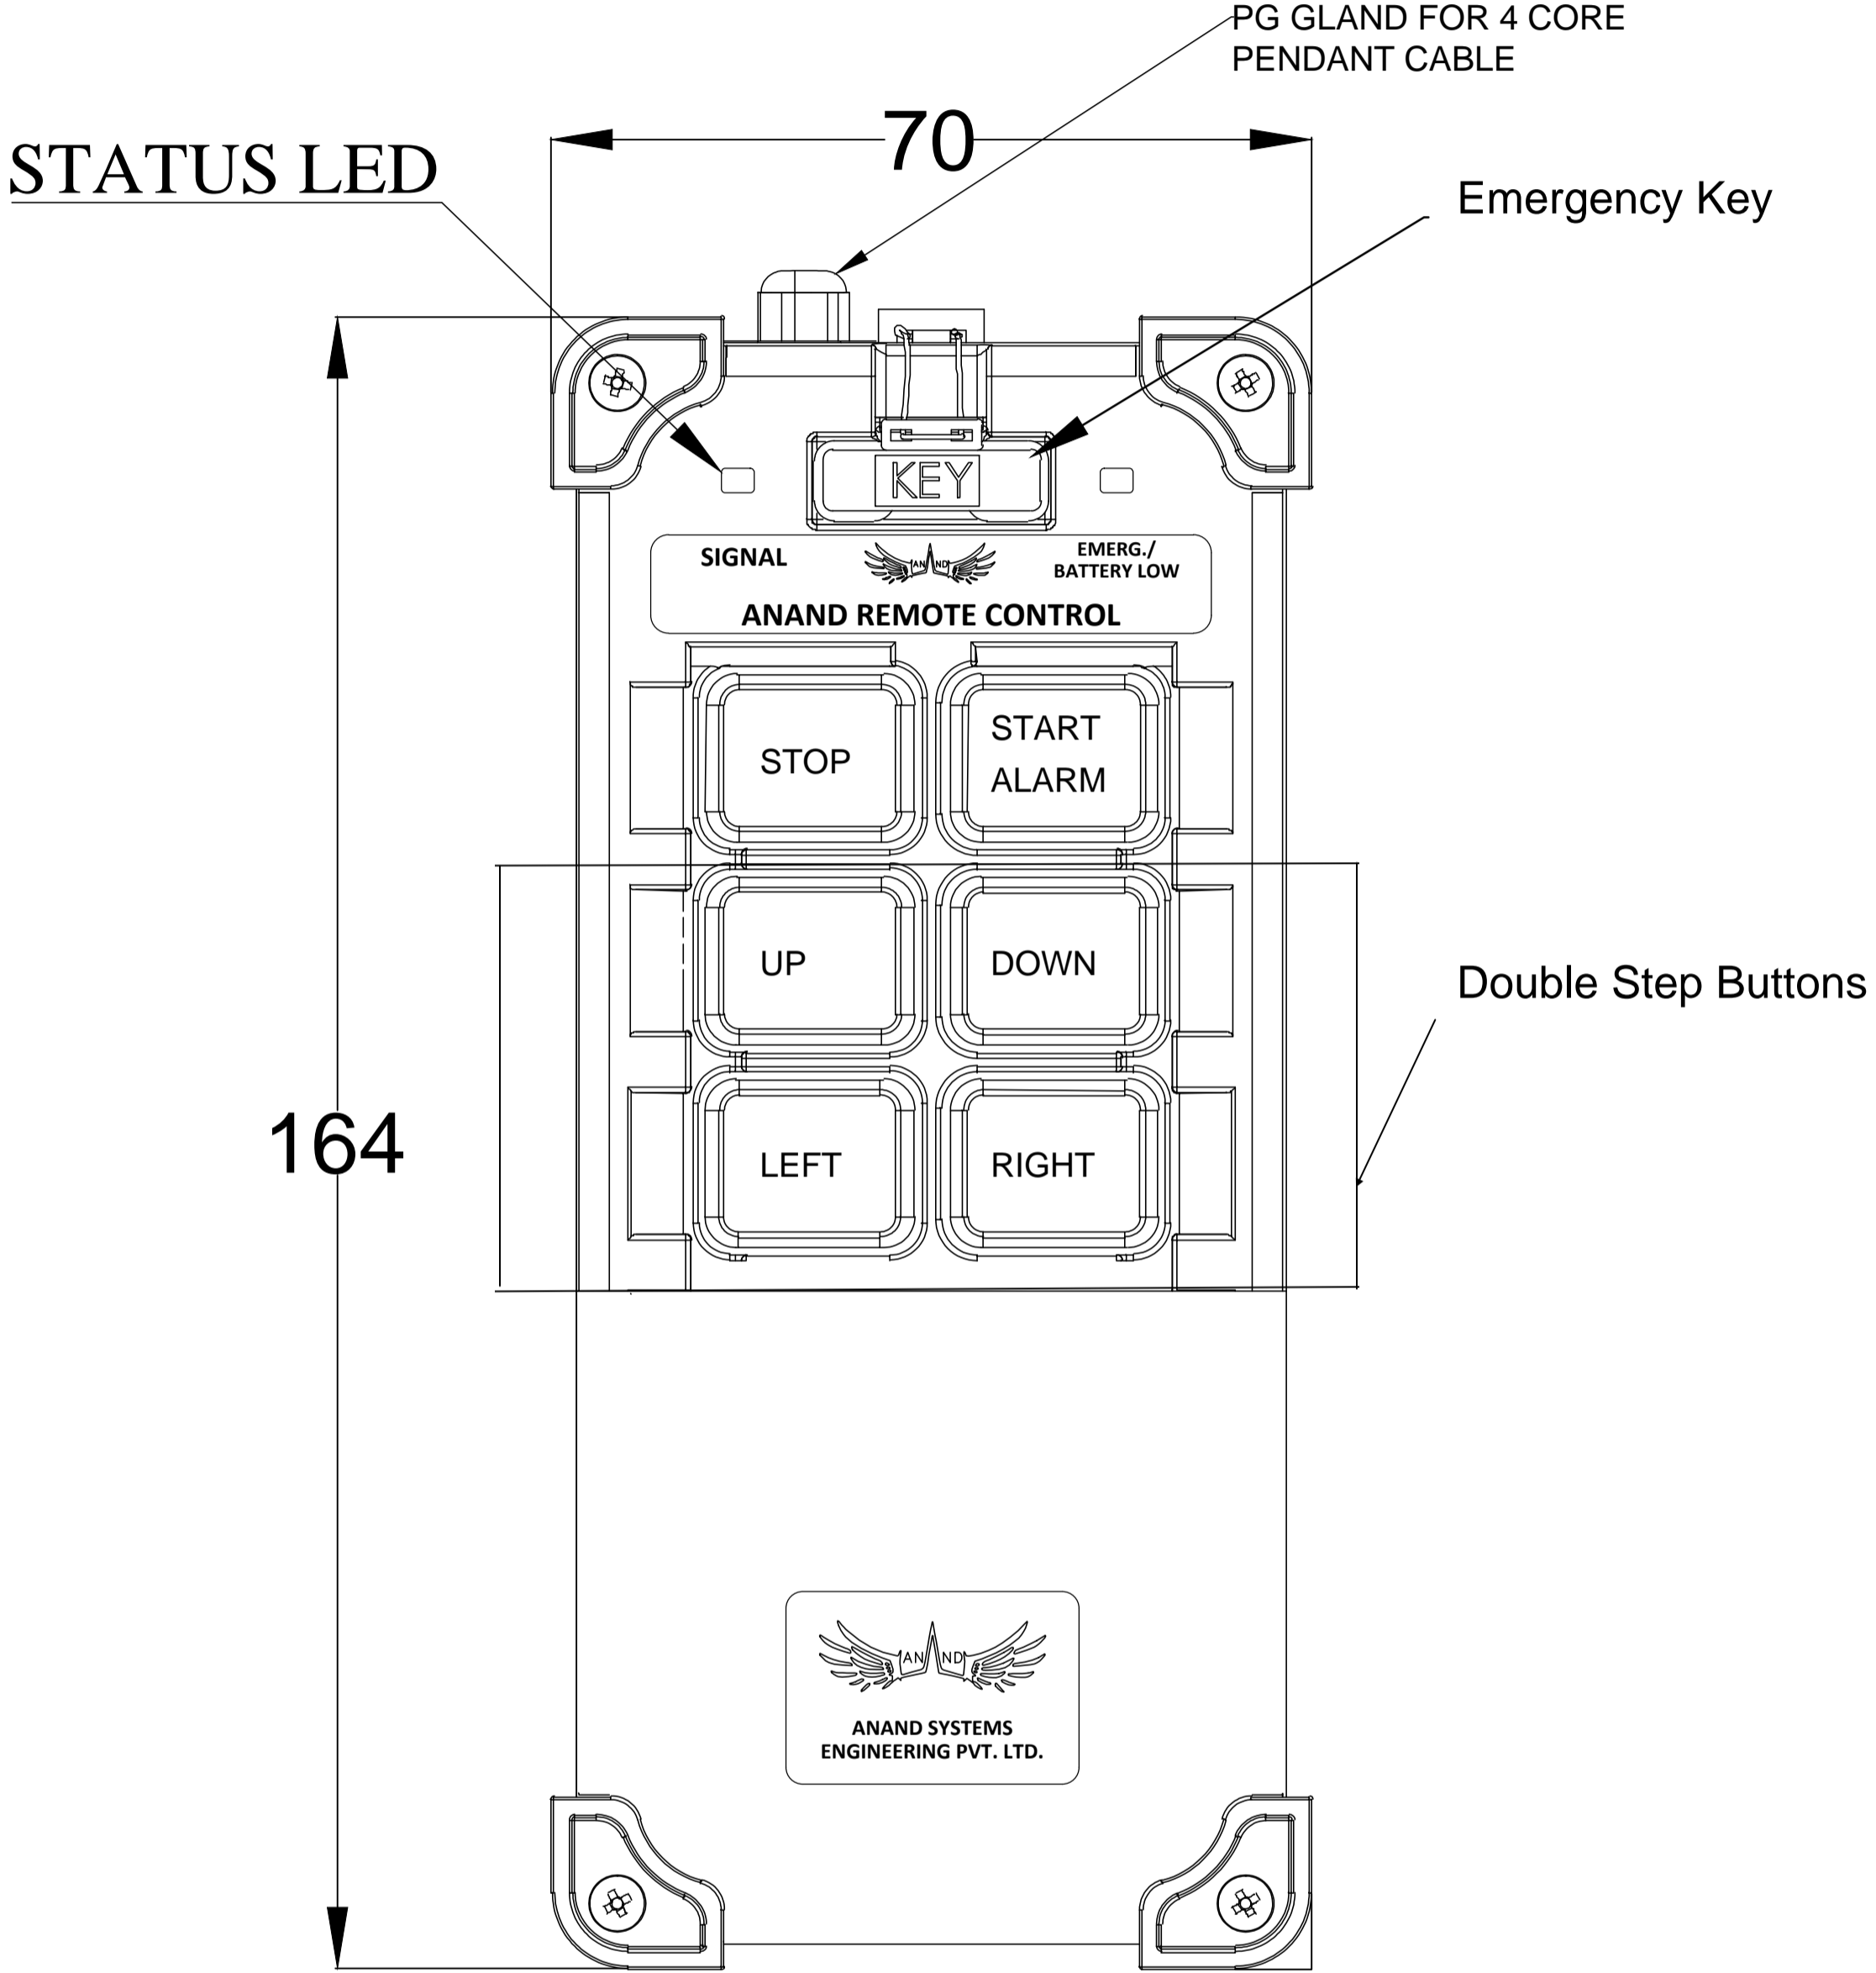 PG GLAND FOR 4 CORE
PENDANT CABLE
70
STATUS LED
Emergency Key
KEY
SIGNAL
AN ND
EMERG./
BATTERY LOW
ANAND REMOTE CONTROL
STOP
START
ALARM
UP
DOWN
Double Step Buttons
164
LEFT
RIGHT
AN ND
ANAND SYSTEMS
ENGINEERING PVT. LTD.